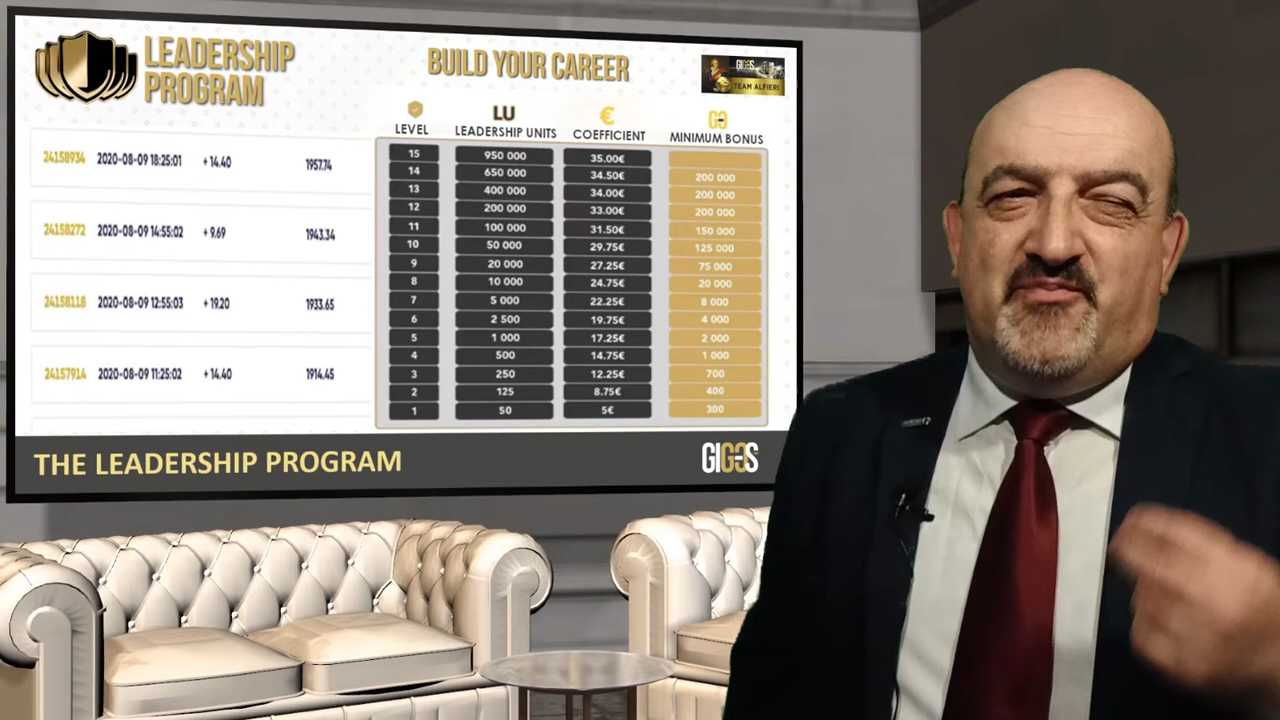 LEADERSHIP
PROGRAM
BUILD YOUR CAREER
GIGOS
TEAM ALFIERI
LEVEL
LU
LEADERSHIP UNITS
€
COEFFICIENT
MINIMUM BONUS
24158934 2020-08-09 18:25:01 +14.40 1957.74
24158272 2020-08-09 14:55:02 +9.69 1943.34
24158118 2020-08-09 12:55:03 +19.20 1933.65
24157914 2020-08-09 11:25:02 +14.40 1914.45
15 950 000 35.00€
14 650 000 34.50€ 200 000
13 400 000 34.00€ 200 000
12 200 000 33.00€ 200 000
11 100 000 31.50€ 150 000
10 50 000 29.75€ 125 000
9 20 000 27.25€ 75 000
8 10 000 24.75€ 20 000
7 5 000 22.25€ 8 000
6 2 500 19.75€ 4 000
5 1 000 17.25€ 2 000
4 500 14.75€ 1 000
3 250 12.25€ 700
2 125 8.75€ 400
1 50 5€ 300
THE LEADERSHIP PROGRAM
GIGOS